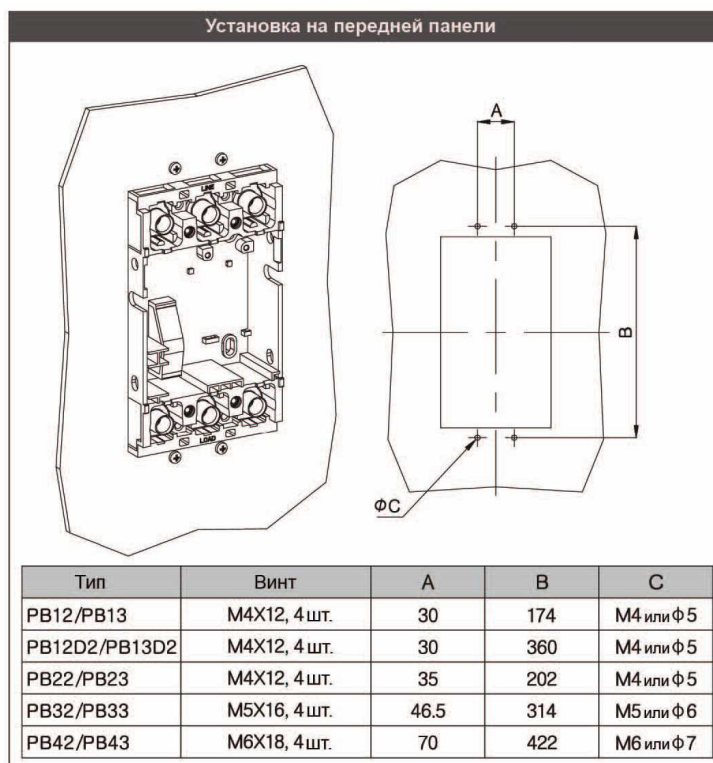 Установка на передней панели
LINE
LOAD
A
B
ΦC
Тип Винт A B C
PB12/PB13 M4X12, 4 шт. 30 174 M4 или Φ5
PB12D2/PB13D2 M4X12, 4 шт. 30 360 M4 или Φ5
PB22/PB23 M4X12, 4 шт. 35 202 M4 или Φ5
PB32/PB33 M5X16, 4 шт. 46.5 314 M5 или Φ6
PB42/PB43 M6X18, 4 шт. 70 422 M6 или Φ7